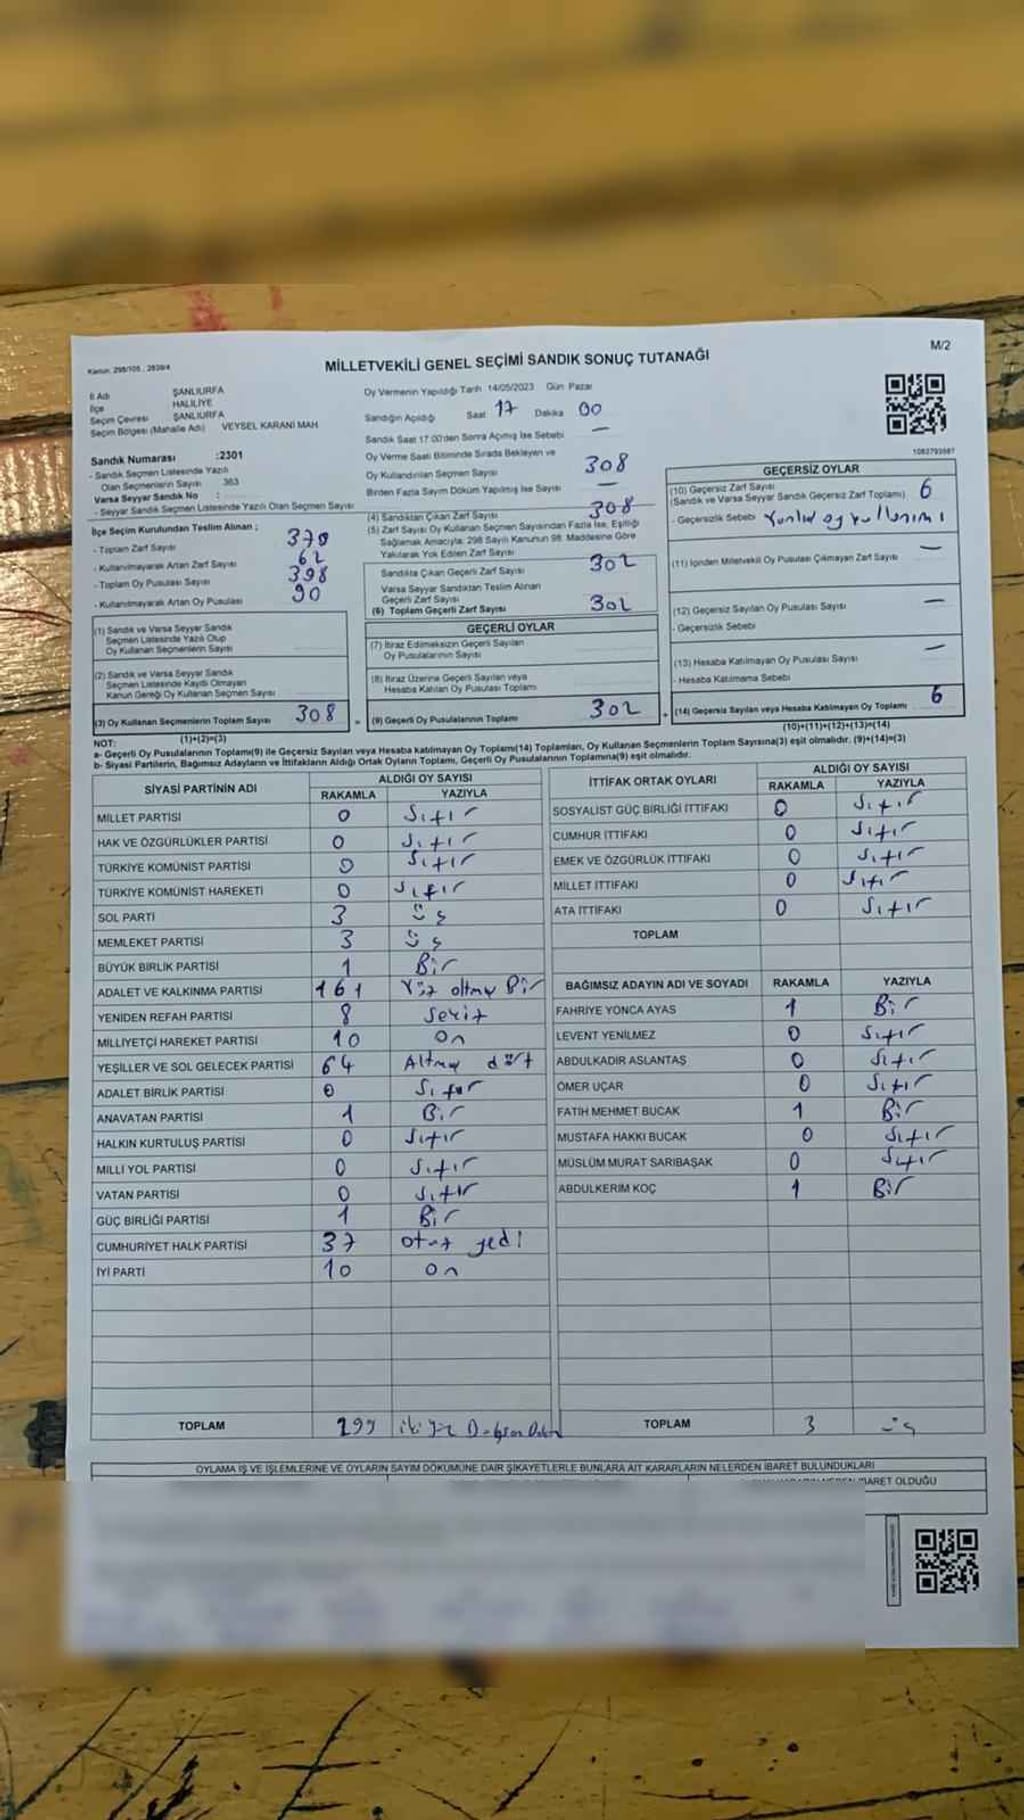 M/2
Kanun: 298/105 , 2839/4
MİLLETVEKİLİ GENEL SEÇİMİ SANDIK SONUÇ TUTANAĞI
İl Adı ŞANLIURFA
İlçe HALİLİYE
Seçim Çevresi ŞANLIURFA
Seçim Bölgesi (Mahalle Adı) VEYSEL KARANİ MAH
Sandık Numarası :2301
- Sandık Seçmen Listesinde Yazılı
Olan Seçmenlerin Sayısı 363
Varsa Seyyar Sandık No :
- Seyyar Sandık Seçmen Listesinde Yazılı Olan Seçmen Sayısı
İlçe Seçim Kurulundan Teslim Alınan ;
- Toplam Zarf Sayısı 370
- Kullanılmayarak Artan Zarf Sayısı 62
- Toplam Oy Pusulası Sayısı 398
- Kullanılmayarak Artan Oy Pusulası 90
(1) Sandık ve Varsa Seyyar Sandık
Seçmen Listesinde Yazılı Olup
Oy Kullanan Seçmenlerin Sayısı
(2) Sandık ve Varsa Seyyar Sandık
Seçmen Listesinde Kaydı Olmayan
Kanun Gereği Oy Kullanan Seçmen Sayısı
(3) Oy Kullanan Seçmenlerin Toplam Sayısı 308
(1)+(2)=(3)
Oy Vermenin Yapıldığı Tarih 14/05/2023 Gün Pazar
Sandığın Açıldığı Saat 17 Dakika 00
Sandık Saat 17:00'den Sonra Açılmış İse Sebebi —
Oy Verme Saati Bitiminde Sırada Bekleyen ve
Oy Kullandırılan Seçmen Sayısı 308
Birden Fazla Sayım Döküm Yapılmış İse Sayısı —
(4) Sandıktan Çıkan Zarf Sayısı 308
(5) Zarf Sayısı Oy Kullanan Seçmen Sayısından Fazla İse, Eşitliği
Sağlamak Amacıyla; 298 Sayılı Kanunun 98. Maddesine Göre
Yakılarak Yok Edilen Zarf Sayısı
Sandıkta Çıkan Geçerli Zarf Sayısı 302
Varsa Seyyar Sandıktan Teslim Alınan
Geçerli Zarf Sayısı
(6) Toplam Geçerli Zarf Sayısı 302
GEÇERLİ OYLAR
(7) İtiraz Edilmeksizin Geçerli Sayılan
Oy Pusulalarının Sayısı
(8) İtiraz Üzerine Geçerli Sayılan veya
Hesaba Katılan Oy Pusulası Toplamı
(9) Geçerli Oy Pusulalarının Toplamı 302
1082793587
GEÇERSİZ OYLAR
(10) Geçersiz Zarf Sayısı
(Sandık ve Varsa Seyyar Sandık Geçersiz Zarf Toplamı) 6
- Geçersizlik Sebebi Yanlış oy kullanımı
(11) İçinden Milletvekili Oy Pusulası Çıkmayan Zarf Sayısı —
(12) Geçersiz Sayılan Oy Pusulası Sayısı —
- Geçersizlik Sebebi
(13) Hesaba Katılmayan Oy Pusulası Sayısı —
- Hesaba Katılmama Sebebi
(14) Geçersiz Sayılan veya Hesaba Katılmayan Oy Toplamı 6
(10)+(11)+(12)+(13)=(14)
NOT:
a- Geçerli Oy Pusulalarının Toplamı(9) ile Geçersiz Sayılan veya Hesaba katılmayan Oy Toplamı(14) Toplamları, Oy Kullanan Seçmenlerin Toplam Sayısına(3) eşit olmalıdır. (9)+(14)=(3)
b- Siyasi Partilerin, Bağımsız Adayların ve İttifakların Aldığı Ortak Oyların Toplamı, Geçerli Oy Pusulalarının Toplamına(9) eşit olmalıdır.
SİYASİ PARTİNİN ADI ALDIĞI OY SAYISI
RAKAMLA YAZIYLA
MİLLET PARTİSİ 0 Sıfır
HAK VE ÖZGÜRLÜKLER PARTİSİ 0 Sıfır
TÜRKİYE KOMÜNİST PARTİSİ 0 Sıfır
TÜRKİYE KOMÜNİST HAREKETİ 0 Sıfır
SOL PARTİ 3 üç
MEMLEKET PARTİSİ 3 üç
BÜYÜK BİRLİK PARTİSİ 1 Bir
ADALET VE KALKINMA PARTİSİ 161 Yüz altmış Bir
YENİDEN REFAH PARTİSİ 8 Sekiz
MİLLİYETÇİ HAREKET PARTİSİ 10 On
YEŞİLLER VE SOL GELECEK PARTİSİ 64 Altmış dört
ADALET BİRLİK PARTİSİ 0 Sıfır
ANAVATAN PARTİSİ 1 Bir
HALKIN KURTULUŞ PARTİSİ 0 Sıfır
MİLLİ YOL PARTİSİ 0 Sıfır
VATAN PARTİSİ 0 Sıfır
GÜÇ BİRLİĞİ PARTİSİ 1 Bir
CUMHURİYET HALK PARTİSİ 37 otuz yedi
İYİ PARTİ 10 On
TOPLAM 299 iki yüz Doksan Dokuz
İTTİFAK ORTAK OYLARI ALDIĞI OY SAYISI
RAKAMLA YAZIYLA
SOSYALİST GÜÇ BİRLİĞİ İTTİFAKI 0 Sıfır
CUMHUR İTTİFAKI 0 Sıfır
EMEK VE ÖZGÜRLÜK İTTİFAKI 0 Sıfır
MİLLET İTTİFAKI 0 Sıfır
ATA İTTİFAKI 0 Sıfır
TOPLAM
BAĞIMSIZ ADAYIN ADI VE SOYADI RAKAMLA YAZIYLA
FAHRİYE YONCA AYAS 1 Bir
LEVENT YENİLMEZ 0 Sıfır
ABDULKADİR ASLANTAŞ 0 Sıfır
ÖMER UÇAR 0 Sıfır
FATİH MEHMET BUCAK 1 Bir
MUSTAFA HAKKI BUCAK 0 Sıfır
MÜSLÜM MURAT SARIBAŞAK 0 Sıfır
ABDULKERİM KOÇ 1 Bir
TOPLAM 3 üç
OYLAMA İŞ VE İŞLEMLERİNE VE OYLARIN SAYIM DÖKÜMÜNE DAİR ŞİKAYETLERLE BUNLARA AİT KARARLARIN NELERDEN İBARET BULUNDUKLARI
İBARET OLDUĞU